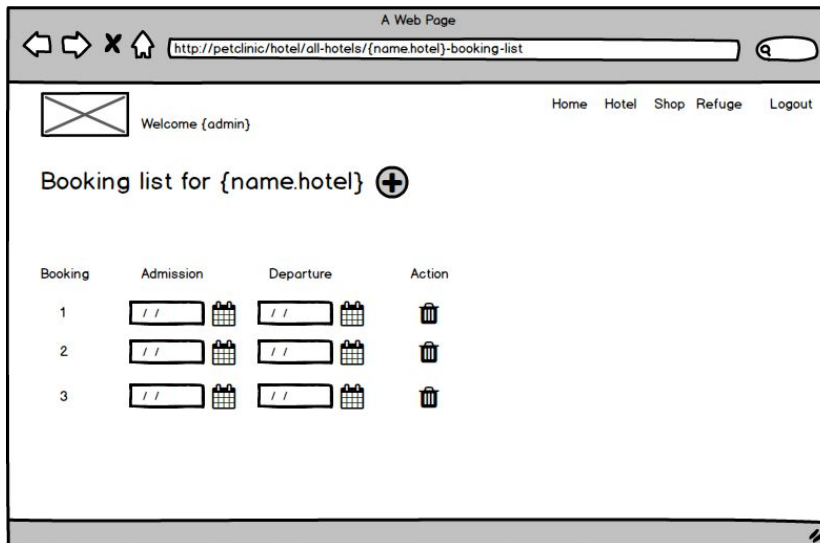 A Web Page
http://petclinic/hotel/all-hotels/{name.hotel}-booking-list
Home Hotel Shop Refuge Logout
Welcome {admin}
Booking list for {name.hotel}
Booking Admission Departure Action
1 / / / /
2 / / / /
3 / / / /